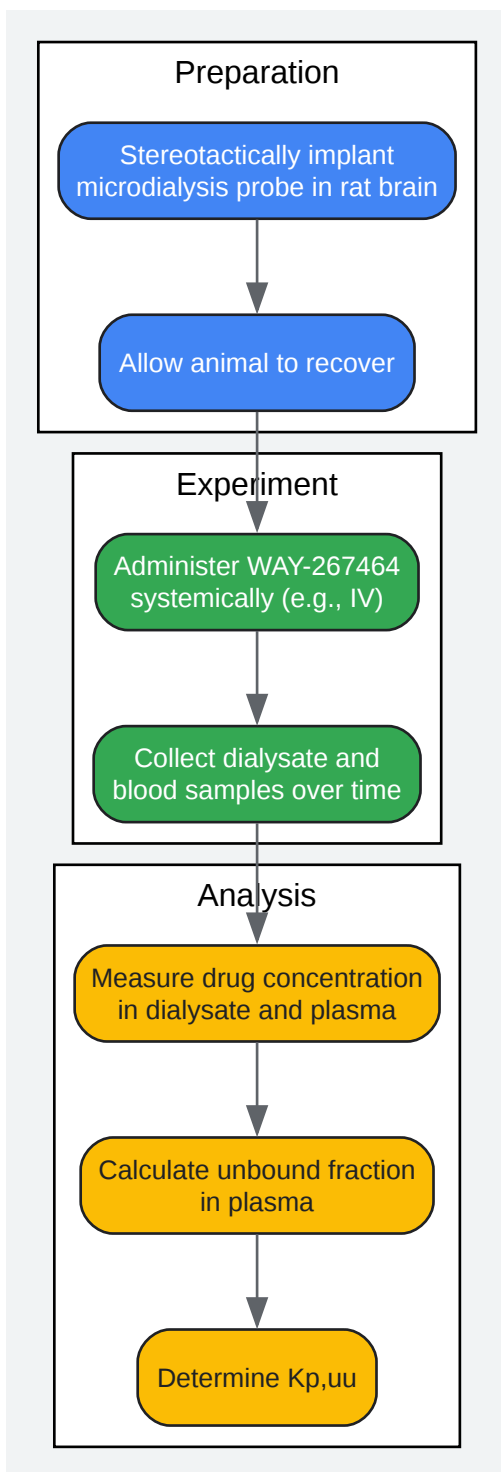 Preparation
Stereotactically implant
microdialysis probe in rat brain
Allow animal to recover
Experiment
Administer WAY-267464
systemically (e.g., IV)
Collect dialysate and
blood samples over time
Analysis
Measure drug concentration
in dialysate and plasma
Calculate unbound fraction
in plasma
Determine Kp,uu